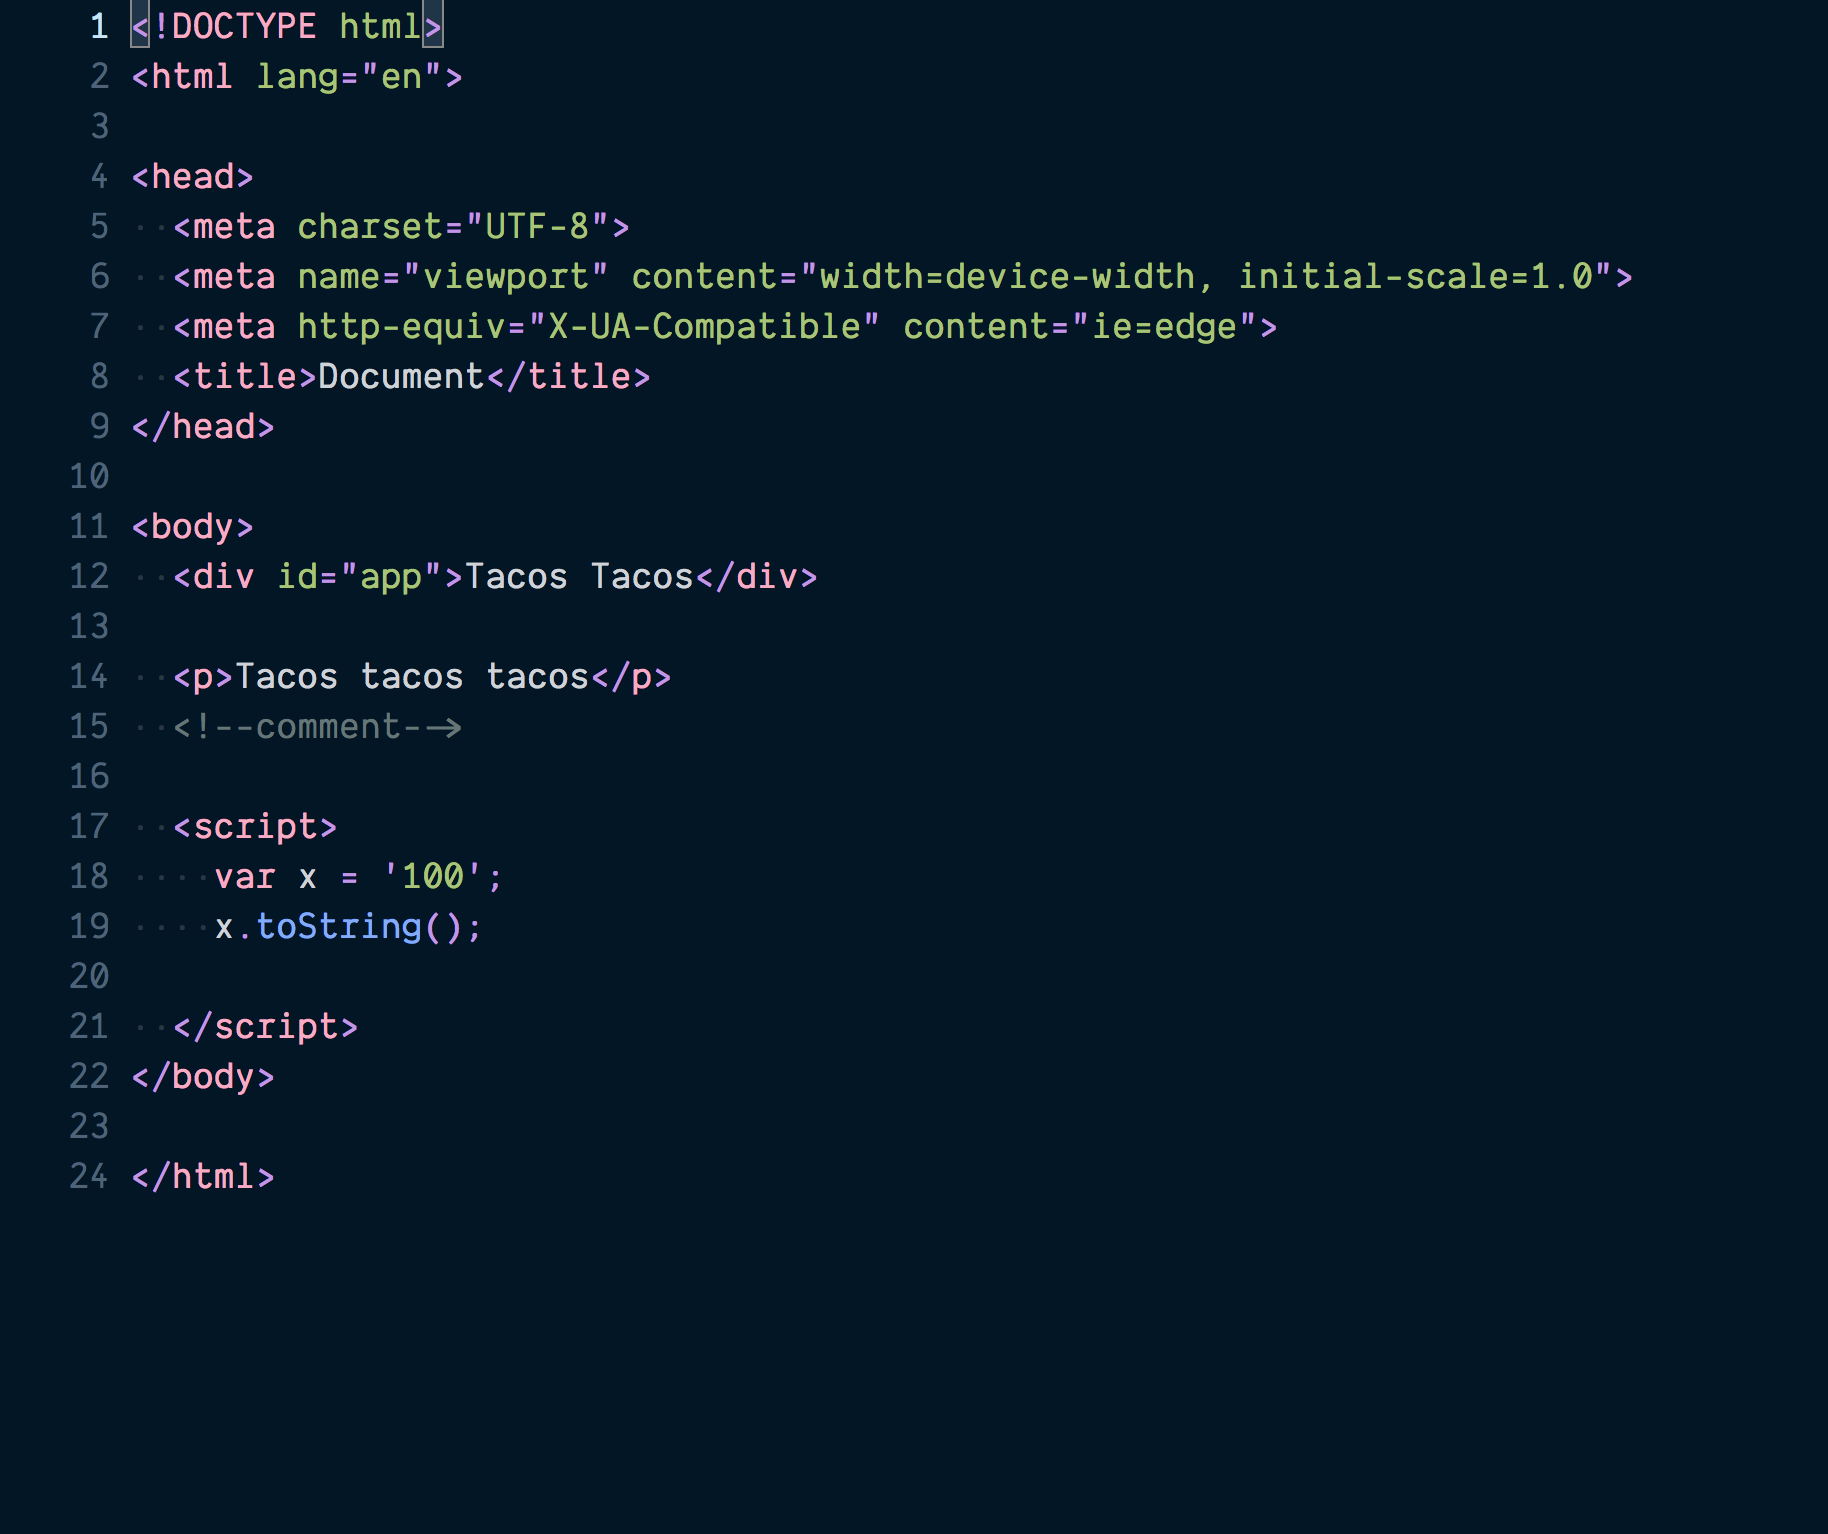 1 <!DOCTYPE html>
2 <html lang="en">
3
4 <head>
5 ··<meta charset="UTF-8">
6 ··<meta name="viewport" content="width=device-width, initial-scale=1.0">
7 ··<meta http-equiv="X-UA-Compatible" content="ie=edge">
8 ··<title>Document</title>
9 </head>
10
11 <body>
12 ··<div id="app">Tacos Tacos</div>
13
14 ··<p>Tacos tacos tacos</p>
15 ··<!--comment-->
16
17 ··<script>
18 ····var x = '100';
19 ····x.toString();
20
21 ··</script>
22 </body>
23
24 </html>